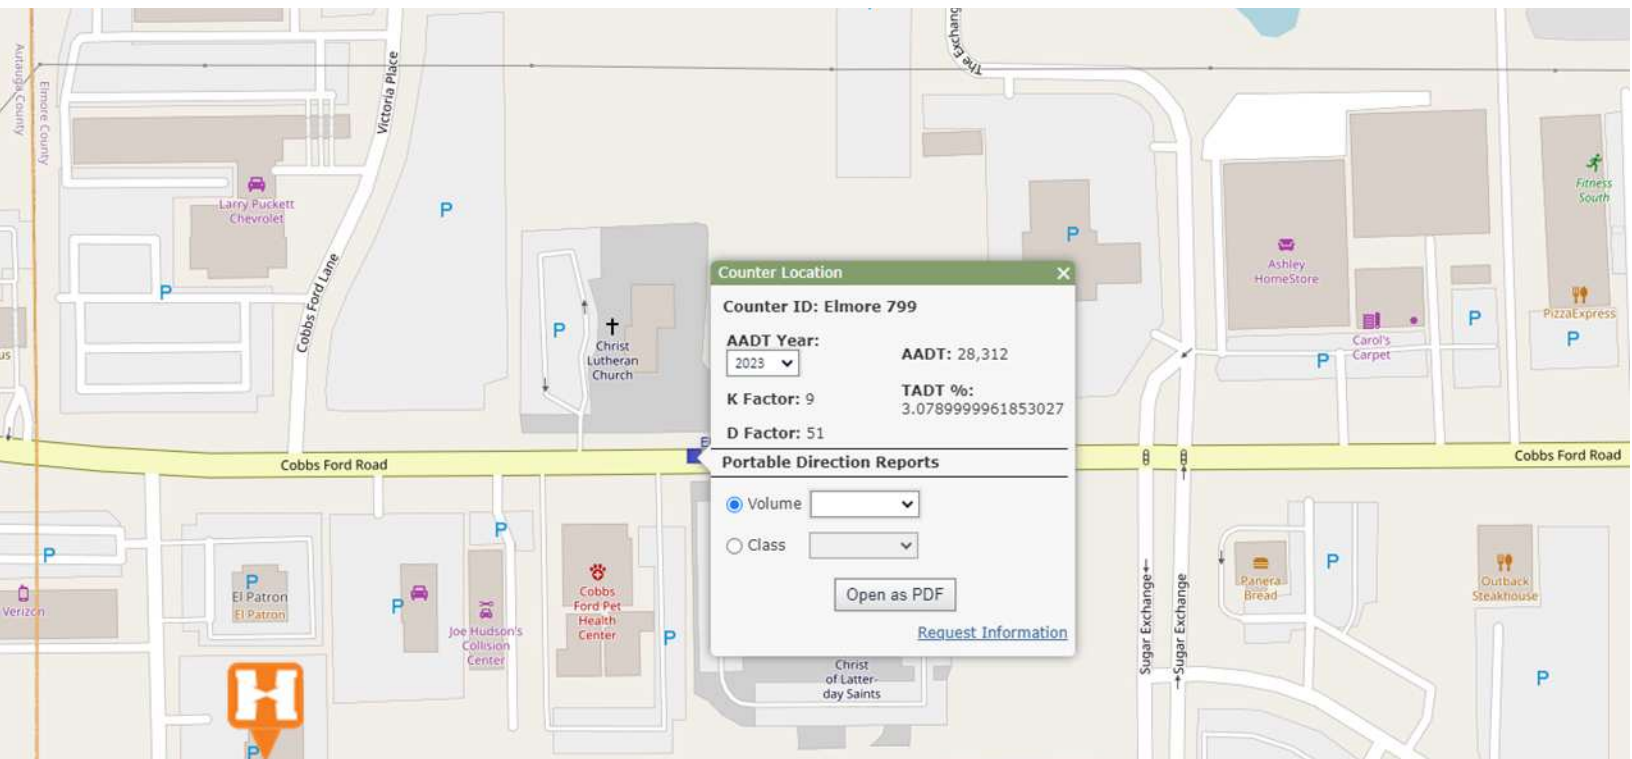 Autauga County
Elmore County
Victoria Place
The Exchang
Larry Puckett
Chevrolet
P
P
P
Cobbs Ford Lane
P
Christ
Lutheran
Church
us
Counter Location
Counter ID: Elmore 799
AADT Year:
2023
AADT: 28,312
K Factor: 9
TADT %:
3.0789999961853027
D Factor: 51
Portable Direction Reports
Volume
Class
Open as PDF
Request Information
P
Ashley
HomeStore
Carol's
Carpet
P
P
Fitness
South
PizzaExpress
P
E
Cobbs Ford Road
Cobbs Ford Road
P
Verizon
P
El Patron
El Patron
P
P
Joe Hudson's
Collision
Center
Cobbs
Ford Pet
Health
Center
P
Christ
of Latter-
day Saints
Sugar Exchange
Sugar Exchange
Panera
Bread
P
Outback
Steakhouse
P
H
P